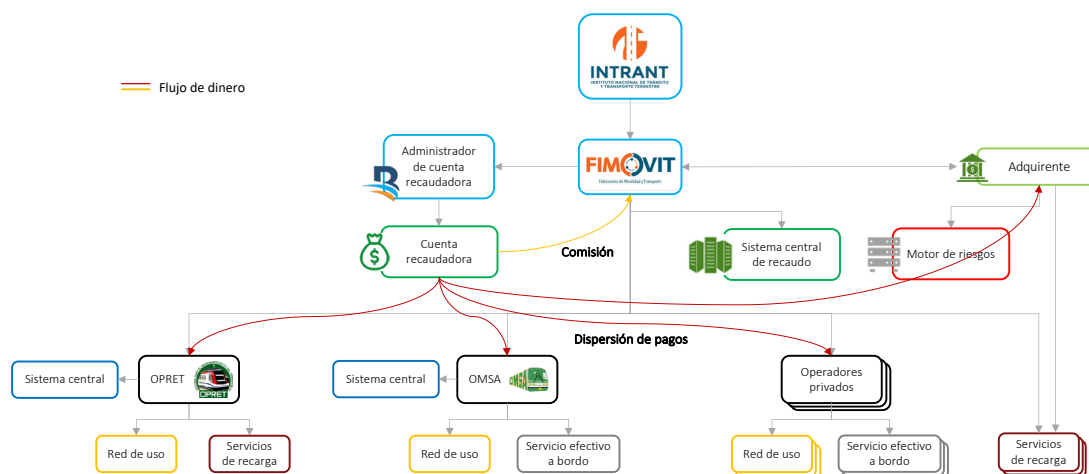 INTRANT
INSTITUTO NACIONAL DE TRÁNSITO
Y TRANSPORTE TERRESTRE
Flujo de dinero
Administrador
de cuenta
recaudadora
FIMOVIT
Fideicomiso de Movilidad y Transporte
Adquirente
$
Cuenta
recaudadora
Comisión
Sistema central
de recaudo
Motor de riesgos
Dispersión de pagos
Sistema central
OPRET
OPRET
Sistema central
OMSA
OMSA
Operadores
privados
Red de uso
Servicios
de recarga
Red de uso
Servicio efectivo
a bordo
Red de uso
Servicio efectivo
a bordo
Servicios
de recarga